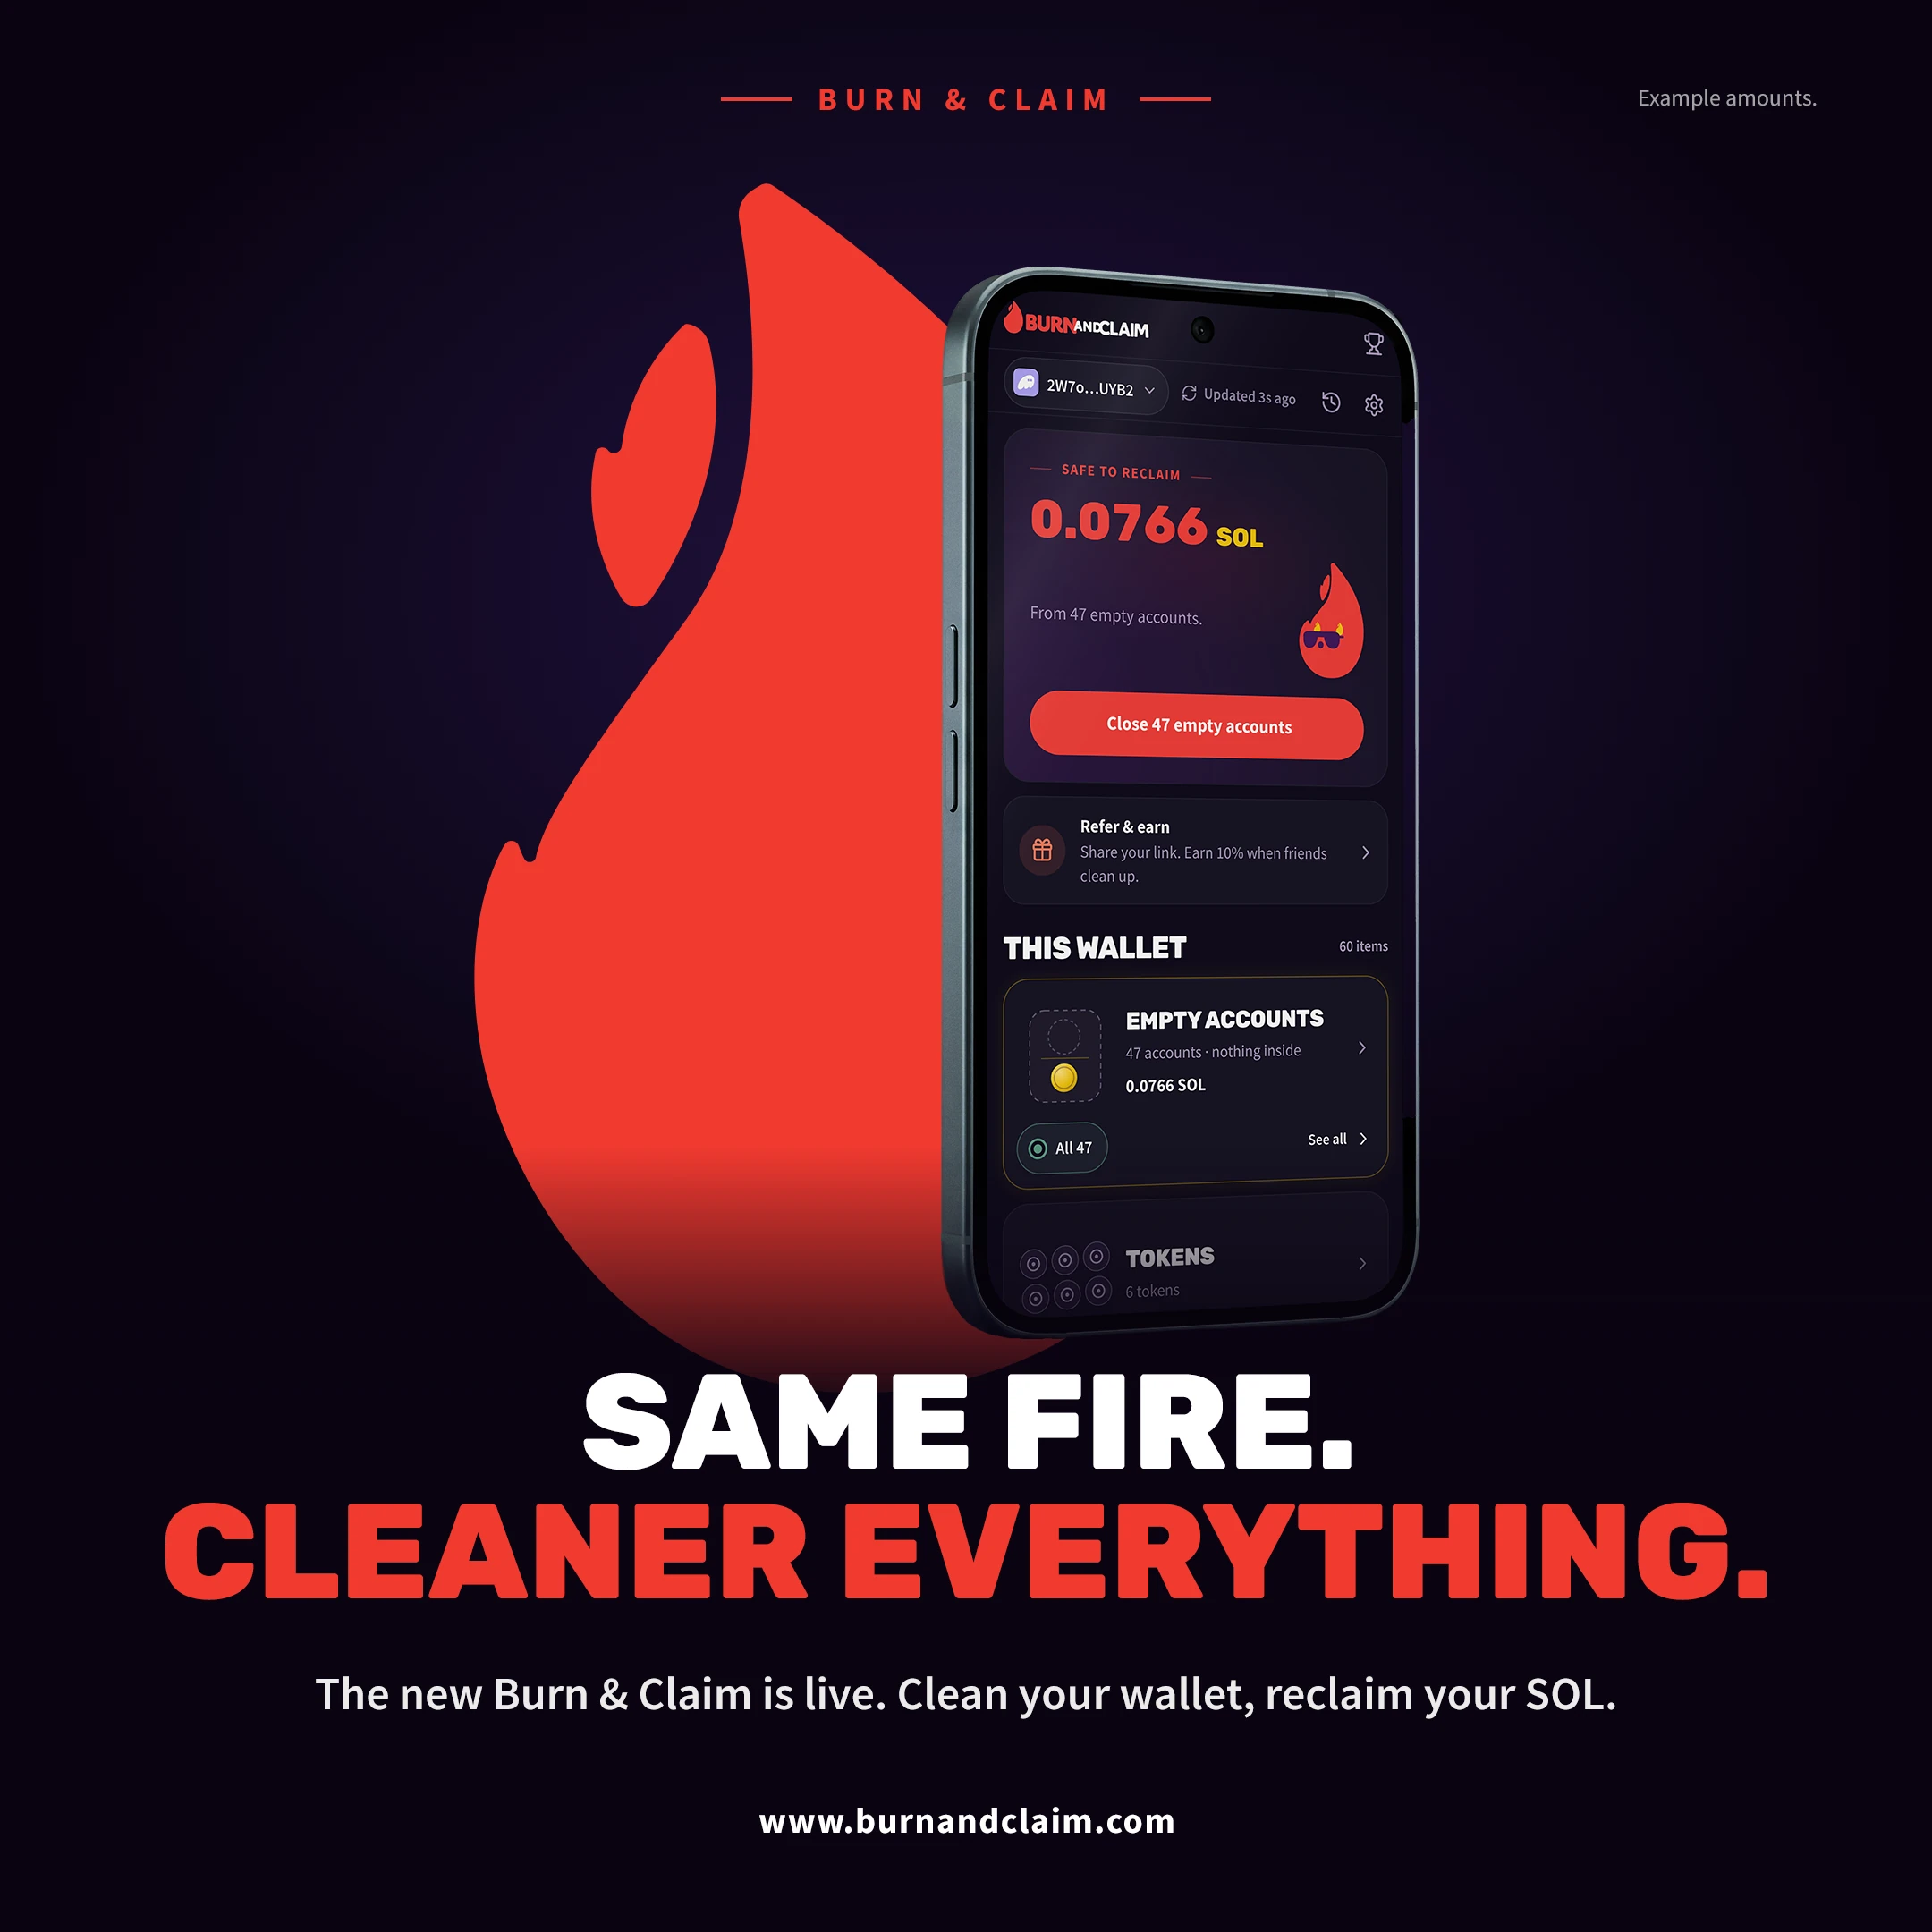 BURN & CLAIM
Example amounts.
BURNANDCLAIM
2W7o...UYB2
Updated 3s ago
SAFE TO RECLAIM
0.0766 SOL
From 47 empty accounts.
Close 47 empty accounts
Refer & earn
Share your link. Earn 10% when friends
clean up.
THIS WALLET
60 items
EMPTY ACCOUNTS
47 accounts · nothing inside
0.0766 SOL
All 47
See all
TOKENS
6 tokens
SAME FIRE.
CLEANER EVERYTHING.
The new Burn & Claim is live. Clean your wallet, reclaim your SOL.
www.burnandclaim.com